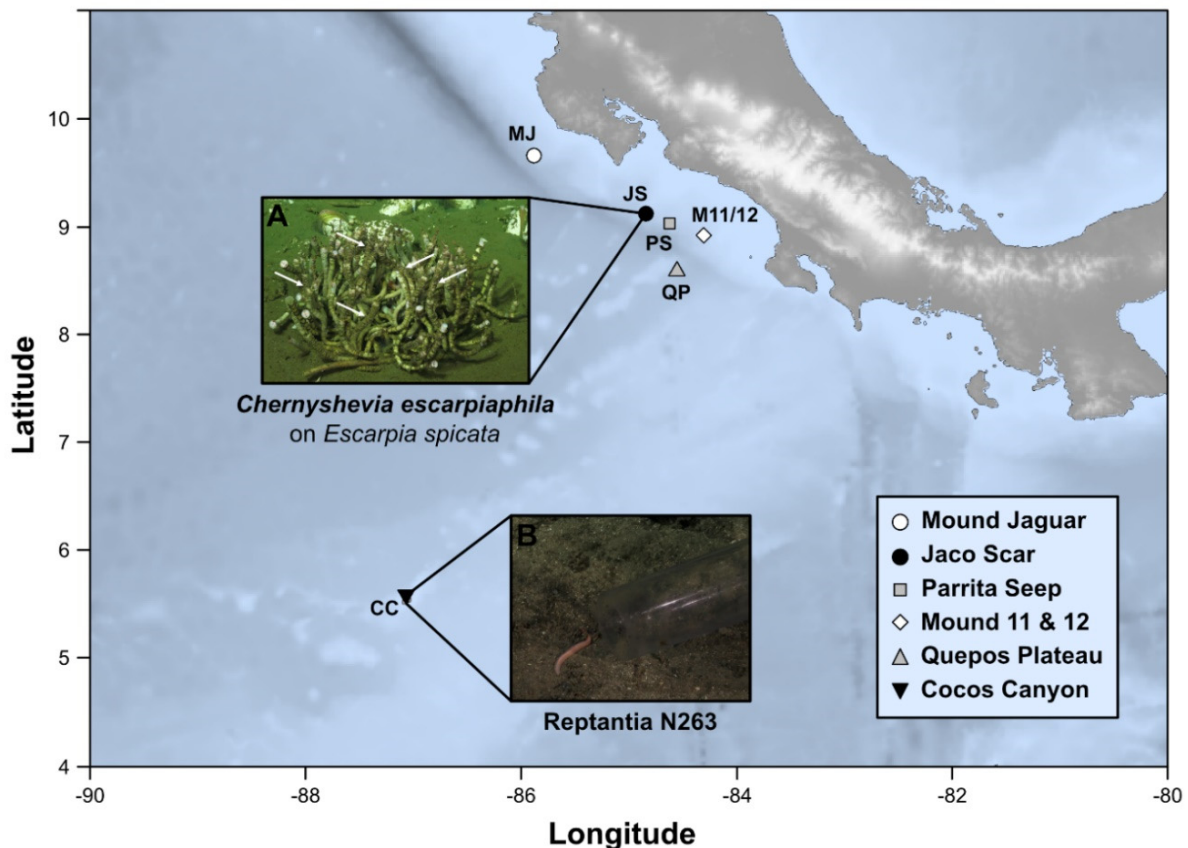 10
9
8
7
6
5
4
Latitude
MJ
JS
M11/12
PS
QP
A
Chernyshevia escarpiaphila
on Escarpia spicata
B
CC
Reptantia N263
Mound Jaguar
Jaco Scar
Parrita Seep
Mound 11 & 12
Quepos Plateau
Cocos Canyon
-90
-88
-86
-84
-82
-80
Longitude